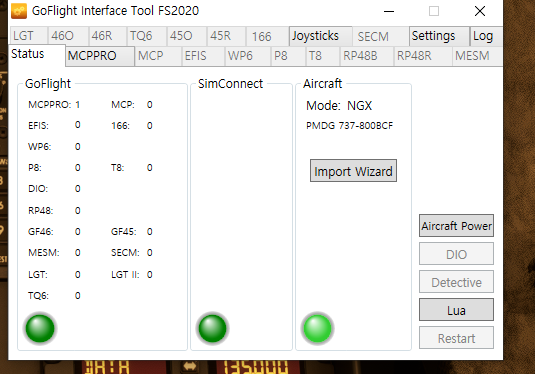 GoFlight Interface Tool FS2020
LGT 46O 46R TQ6 45O 45R 166 Joysticks SECM Settings Log
Status MCPPRO MCP EFIS WP6 P8 T8 RP48B RP48R MESM
GoFlight
MCPPRO: 1 MCP: 0
EFIS: 0 166: 0
WP6: 0
P8: 0 T8: 0
DIO: 0
RP48: 0
GF46: 0 GF45: 0
MESM: 0 SECM: 0
LGT: 0 LGT II: 0
TQ6: 0
SimConnect
Aircraft
Mode: NGX
PMDG 737-800BCF
Import Wizard
Aircraft Power
DIO
Detective
Lua
Restart
DATA 135.000